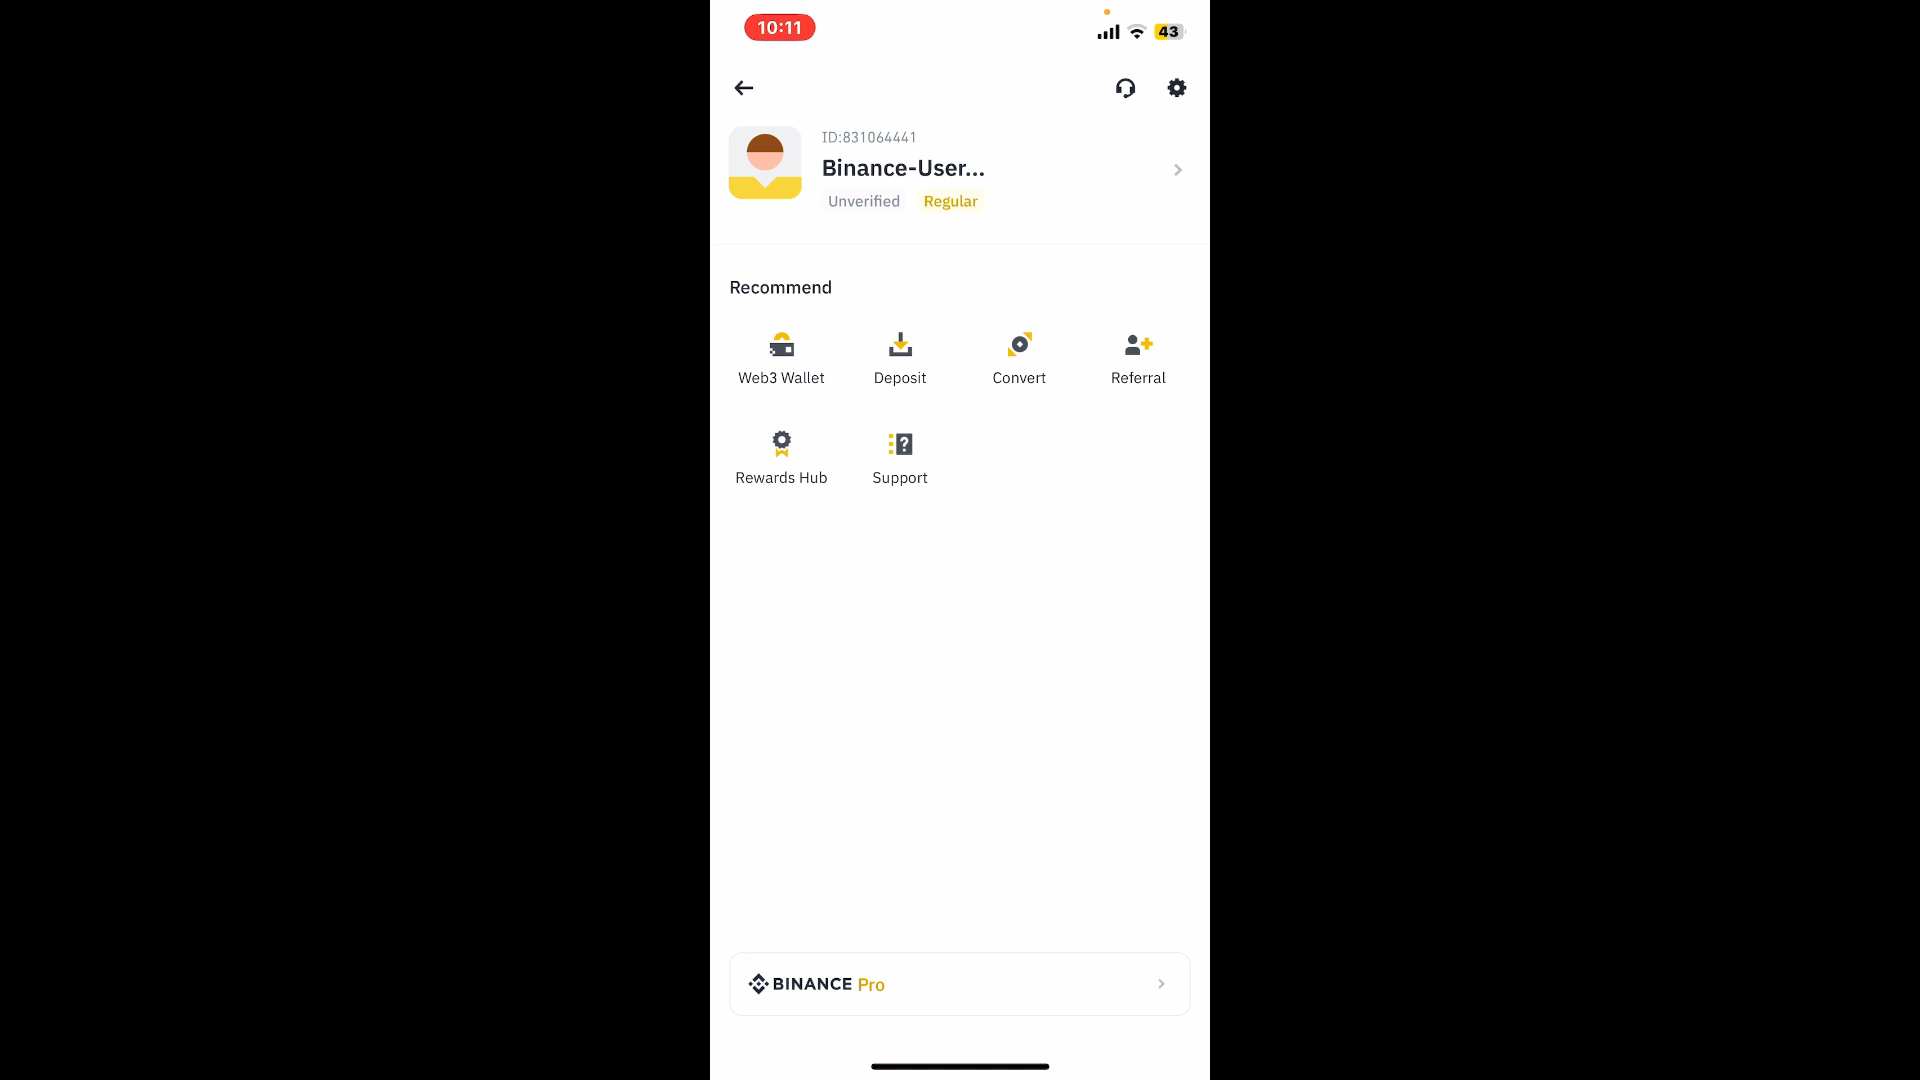 10:11
43
ID:831064441
Binance-User...
Unverified Regular
Recommend
Web3 Wallet Deposit Convert Referral
Rewards Hub Support
BINANCE Pro